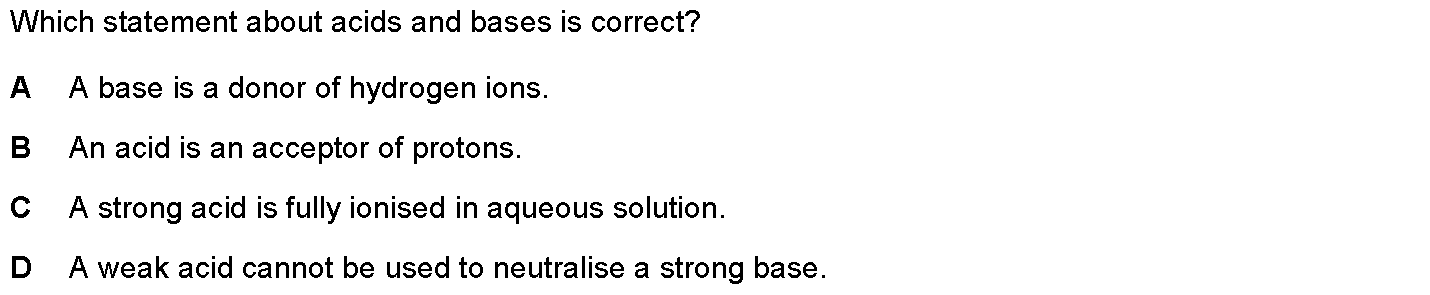 Which statement about acids and bases is correct?
A A base is a donor of hydrogen ions.
B An acid is an acceptor of protons.
C A strong acid is fully ionised in aqueous solution.
D A weak acid cannot be used to neutralise a strong base.